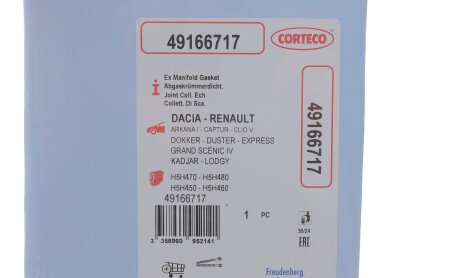 49166717
CORTECO
Ex Manifold Gasket
Abgaskrümmerdicht.
Joint Coll. Ech
Collett. Di Sca.
49166717
DACIA - RENAULT
ARKANA I - CAPTUR - CLIO V
DOKKER - DUSTER - EXPRESS
GRAND SCÉNIC IV
KADJAR - LODGY
H5H470 - H5H480
H5H450 - H5H460
49166717
1 PC
3 358960 952141
35/24
EAC
Freudenberg